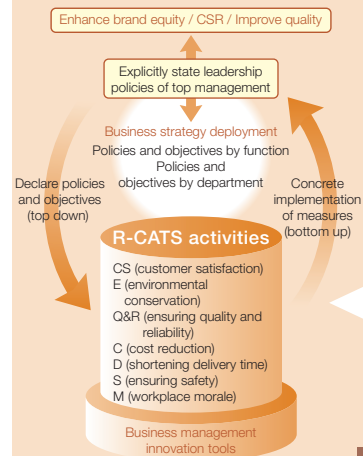 Enhance brand equity / CSR / Improve quality
Explicitly state leadership
policies of top management
Business strategy deployment
Policies and objectives by function
Policies and
objectives by department
Declare policies
and objectives
(top down)
Concrete
implementation
of measures
(bottom up)
R-CATS activities
CS (customer satisfaction)
E (environmental
conservation)
Q&R (ensuring quality and
reliability)
C (cost reduction)
D (shortening delivery time)
S (ensuring safety)
M (workplace morale)
Business management
innovation tools